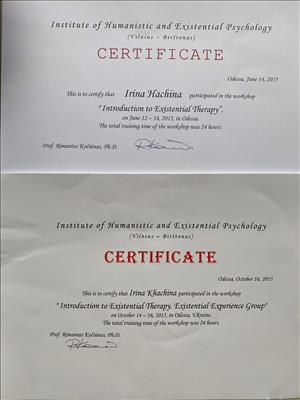 Institute of Humanistic and Existential Psychology
(Vilnius – Birštonas)
CERTIFICATE
Odessa, June 14, 2015
This is to certify that Irina Hachina participated in the workshop
“Introduction to Existential Therapy”.
on June 12 – 14, 2015, in Odessa.
The total training time of the workshop was 24 hours.
Prof. Rimantas Kočiūnas, Ph.D.
Institute of Humanistic and Existential Psychology
(Vilnius – Birštonas)
CERTIFICATE
Odessa, October 16, 2015
This is to certify that Irina Khachina participated in the workshop
“Introduction to Existential Therapy. Existential Experience Group”
on October 14 – 16, 2015, in Odessa, Ukraine.
The total training time of the workshop was 24 hours.
Prof. Rimantas Kočiūnas, Ph.D.